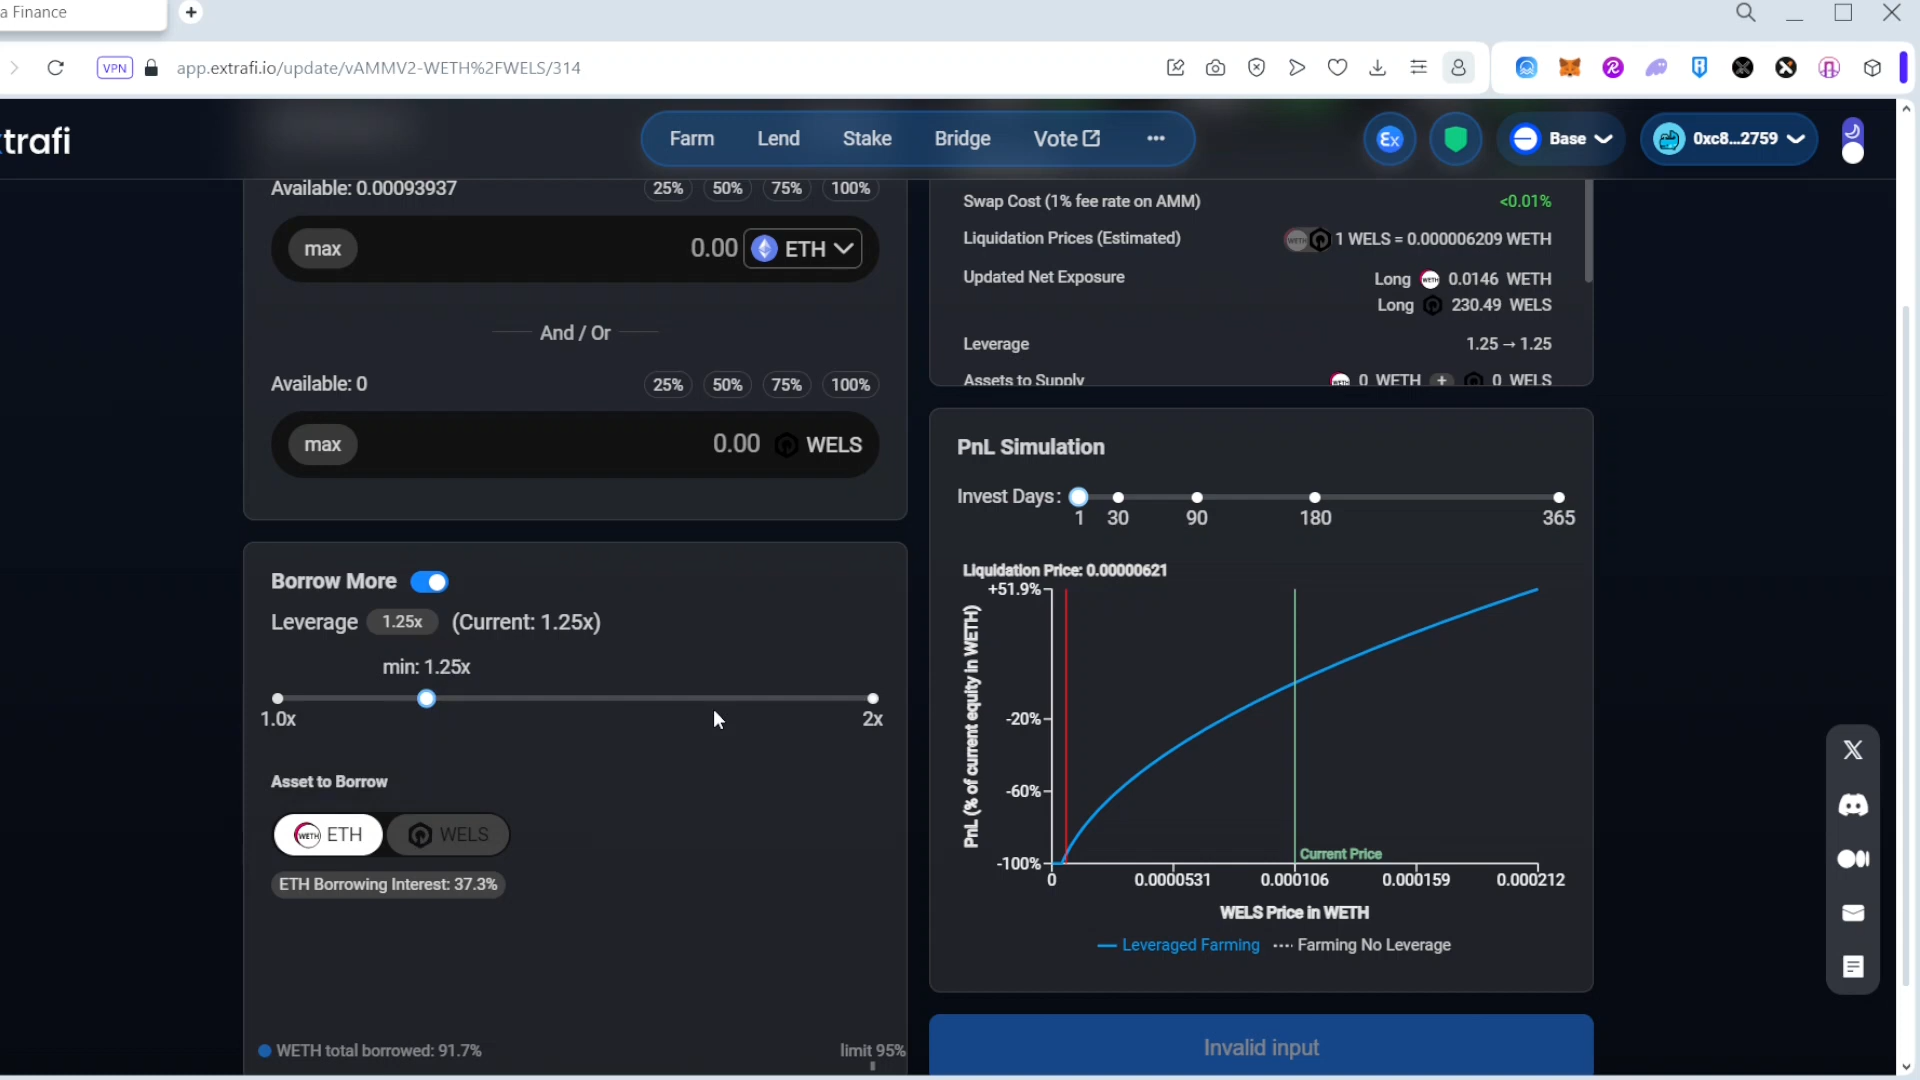 a Finance
+
VPN app.extrafi.io/update/vAMMV2-WETH%2FWELS/314
trafi
Farm Lend Stake Bridge Vote ••• Ex Base 0xc8...2759
Available: 0.00093937 25% 50% 75% 100%
max 0.00 ETH
And / Or
Available: 0 25% 50% 75% 100%
max 0.00 WELS
Borrow More
Leverage 1.25x (Current: 1.25x)
min: 1.25x
1.0x 2x
Asset to Borrow
WETH ETH WELS
ETH Borrowing Interest: 37.3%
WETH total borrowed: 91.7% limit 95%
Swap Cost (1% fee rate on AMM) <0.01%
Liquidation Prices (Estimated) WETH 1 WELS = 0.000006209 WETH
Updated Net Exposure Long WETH 0.0146 WETH
Long 230.49 WELS
Leverage 1.25 → 1.25
Assets to Supply WETH 0 WETH + 0 WELS
PnL Simulation
Invest Days:
1 30 90 180 365
Liquidation Price: 0.00000621
+51.9%
-20%
-60%
-100%
PnL (% of current equity in WETH)
Current Price
0 0.0000531 0.000106 0.000159 0.000212
WELS Price in WETH
Leveraged Farming Farming No Leverage
Invalid input